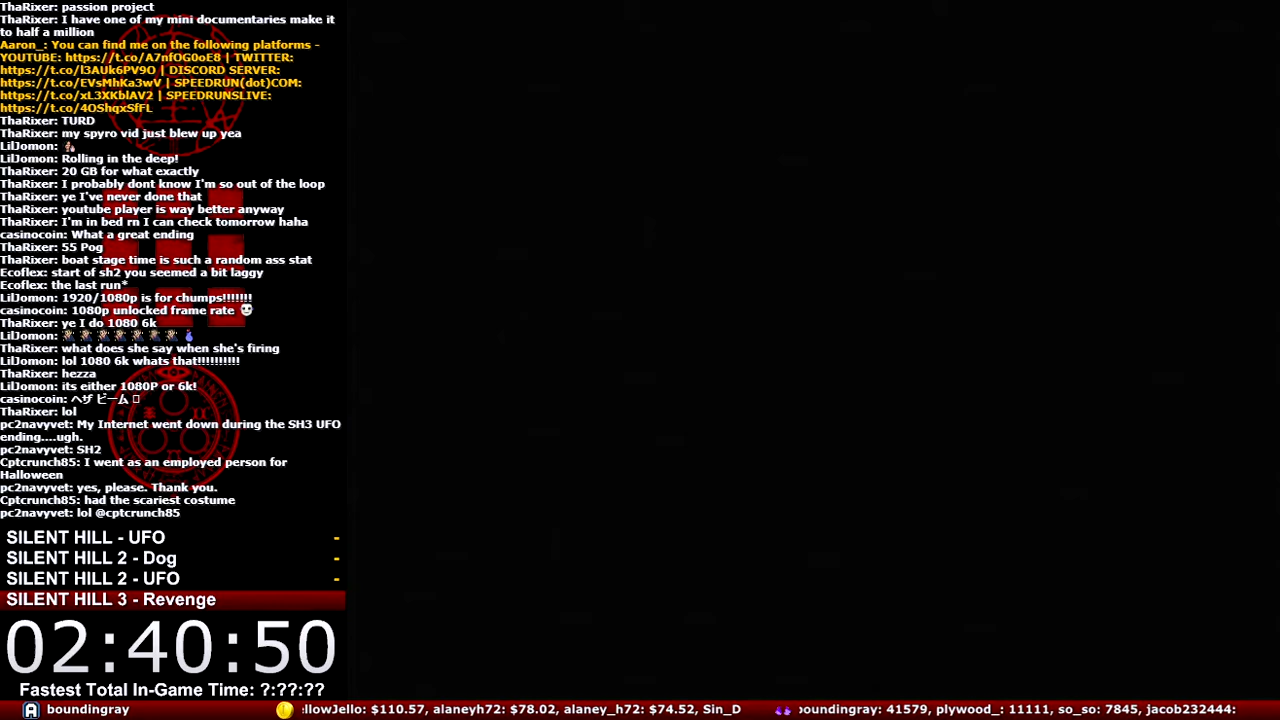 ThaRixer: passion project
ThaRixer: I have one of my mini documentaries make it
to half a million
Aaron_: You can find me on the following platforms -
YOUTUBE: https://t.co/A7nfOG0oE8 | TWITTER:
https://t.co/l3AUk6PV9O | DISCORD SERVER:
https://t.co/EVsMhKa3wV | SPEEDRUN(dot)COM:
https://t.co/xL3XKblAV2 | SPEEDRUNSLIVE:
https://t.co/4OShqxSfFL
ThaRixer: TURD
ThaRixer: my spyro vid just blew up yea
LilJomon:
LilJomon: Rolling in the deep!
ThaRixer: 20 GB for what exactly
ThaRixer: I probably dont know I'm so out of the loop
ThaRixer: ye I've never done that
ThaRixer: youtube player is way better anyway
ThaRixer: I'm in bed rn I can check tomorrow haha
casinocoin: What a great ending
ThaRixer: 55 Pog
ThaRixer: boat stage time is such a random ass stat
Ecoflex: start of sh2 you seemed a bit laggy
Ecoflex: the last run*
LilJomon: 1920/1080p is for chumps!!!!!!!
casinocoin: 1080p unlocked frame rate
ThaRixer: ye I do 1080 6k
LilJomon:
ThaRixer: what does she say when she's firing
LilJomon: lol 1080 6k whats that!!!!!!!!!!
ThaRixer: hezza
LilJomon: its either 1080P or 6k!
casinocoin: ヘザ ビーム
ThaRixer: lol
pc2navyvet: My Internet went down during the SH3 UFO
ending....ugh.
pc2navyvet: SH2
Cptcrunch85: I went as an employed person for
Halloween
pc2navyvet: yes, please. Thank you.
Cptcrunch85: had the scariest costume
pc2navyvet: lol @cptcrunch85
SILENT HILL - UFO -
SILENT HILL 2 - Dog -
SILENT HILL 2 - UFO -
SILENT HILL 3 - Revenge
02:40:50
Fastest Total In-Game Time: ?:??:??
A boundingray llowJello: $110.57, alaneyh72: $78.02, alaney_h72: $74.52, Sin_D boundingray: 41579, plywood_: 11111, so_so: 7845, jacob232444: